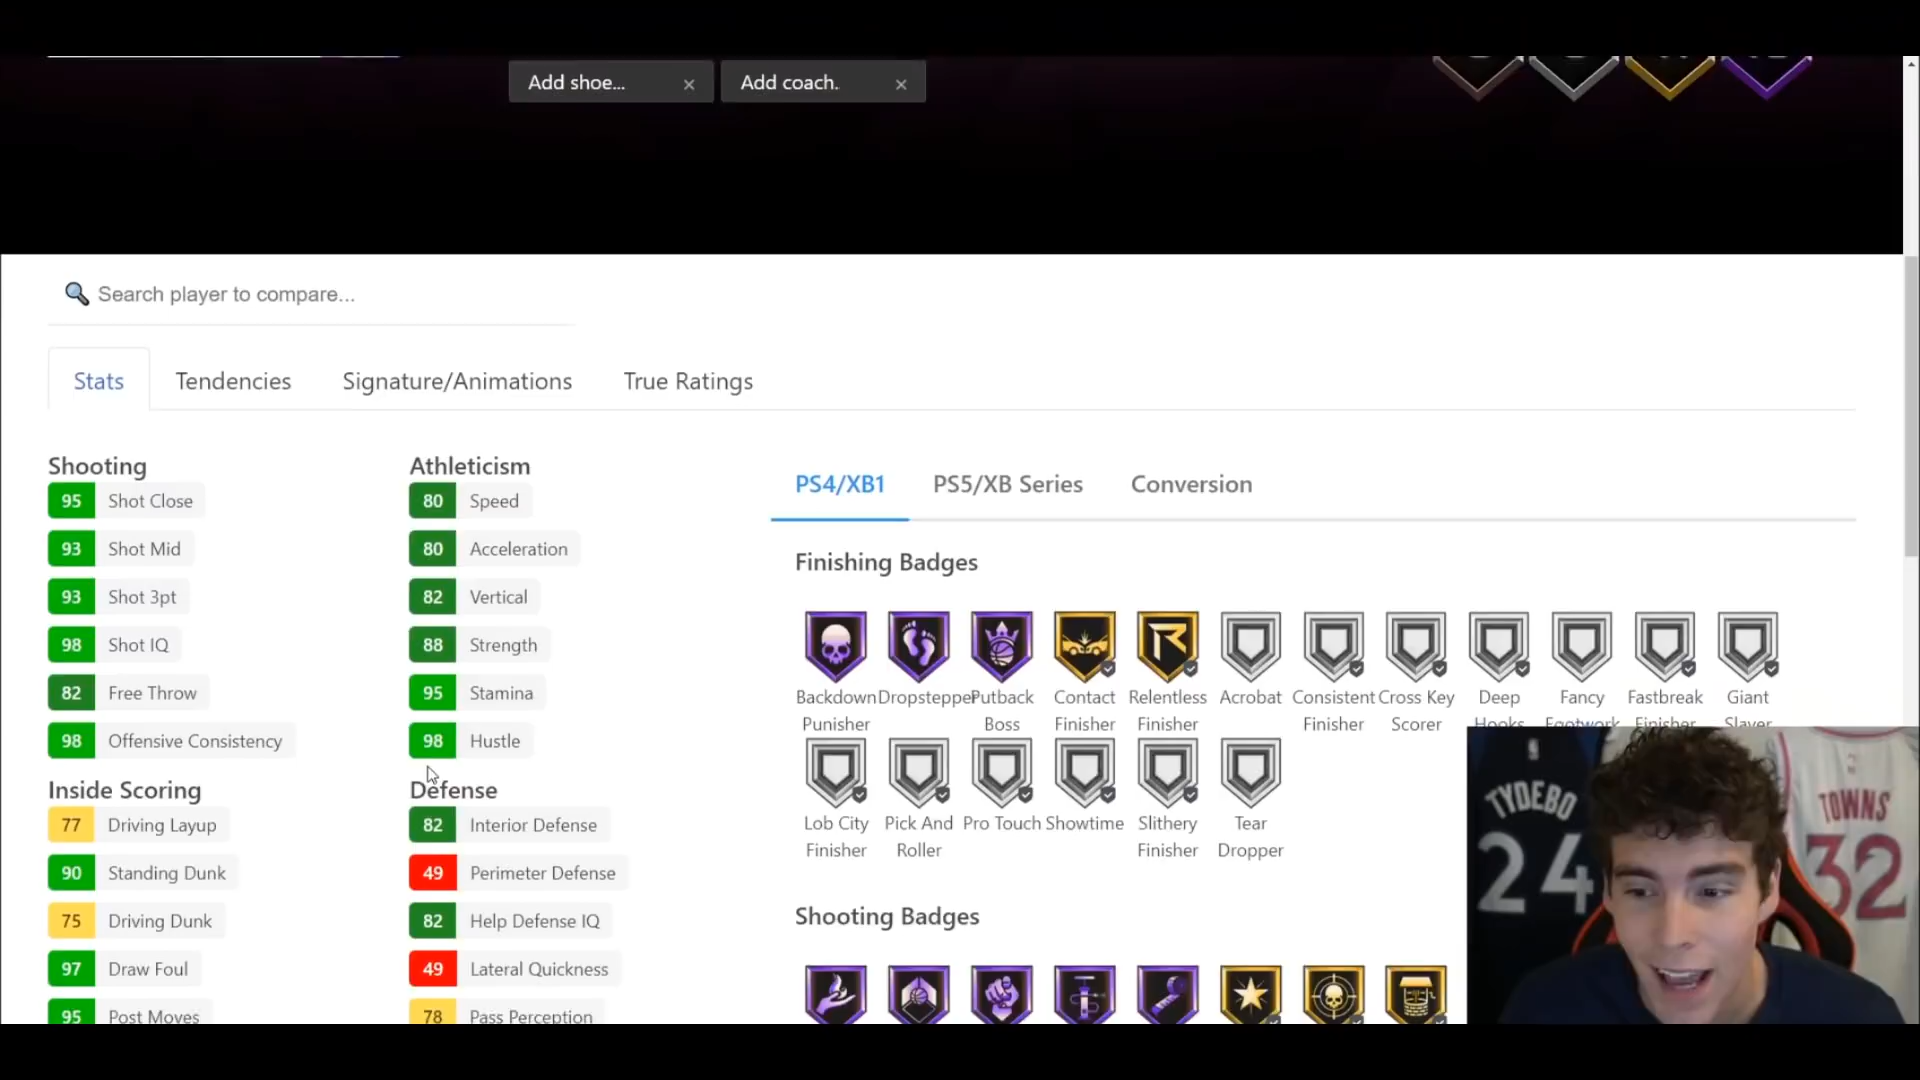 Add shoe... ×
Add coach. ×
Search player to compare...
Stats
Tendencies
Signature/Animations
True Ratings
Shooting
95 Shot Close
93 Shot Mid
93 Shot 3pt
98 Shot IQ
82 Free Throw
98 Offensive Consistency
Inside Scoring
77 Driving Layup
90 Standing Dunk
75 Driving Dunk
97 Draw Foul
95 Post Moves
Athleticism
80 Speed
80 Acceleration
82 Vertical
88 Strength
95 Stamina
98 Hustle
Defense
82 Interior Defense
49 Perimeter Defense
82 Help Defense IQ
49 Lateral Quickness
78 Pass Perception
PS4/XB1
PS5/XB Series
Conversion
Finishing Badges
Backdown
Punisher
Dropstepper
Putback
Boss
Contact
Finisher
Relentless
Finisher
Acrobat
Consistent
Finisher
Cross Key
Scorer
Deep
Hooks
Fancy
Footwork
Fastbreak
Finisher
Giant
Slayer
Lob City
Finisher
Pick And
Roller
Pro Touch
Showtime
Slithery
Finisher
Tear
Dropper
Shooting Badges
TYDEBO
24
TOWNS
32